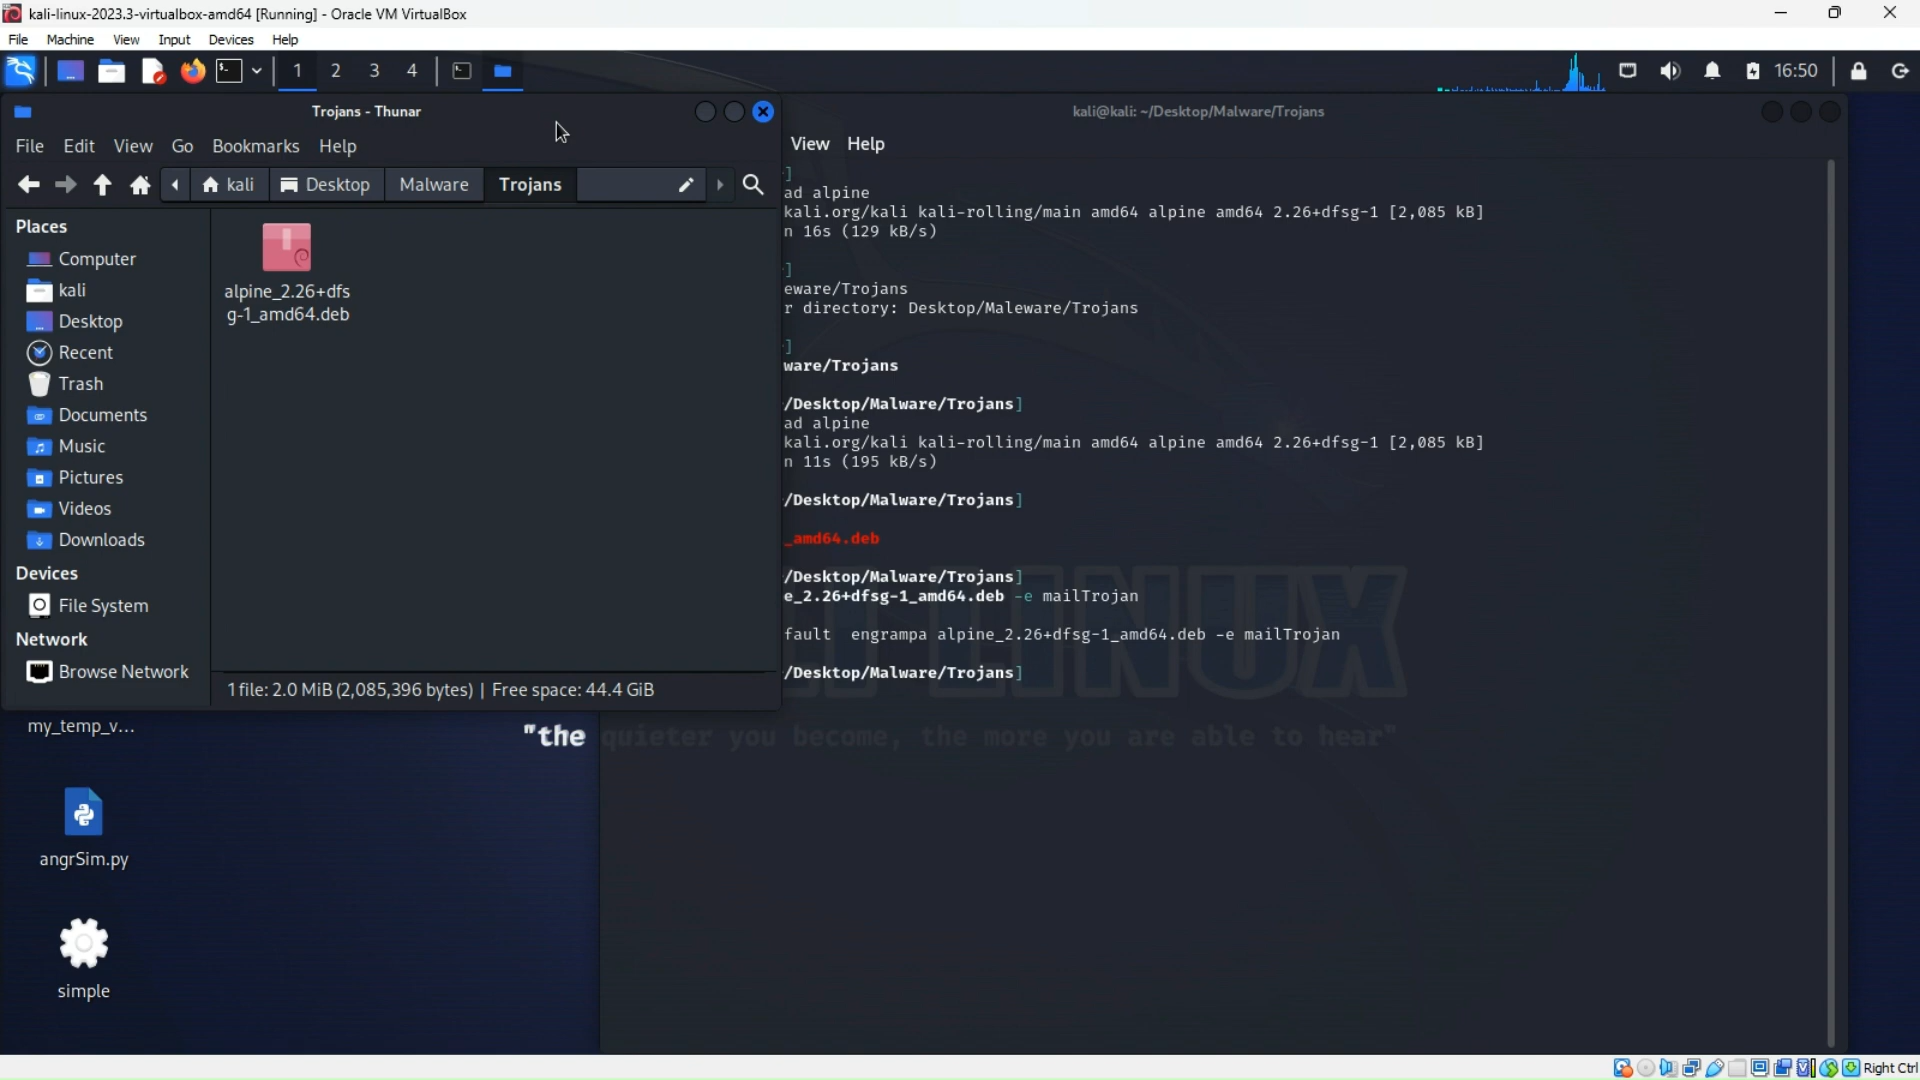 kali-linux-2023.3-virtualbox-amd64 [Running] - Oracle VM VirtualBox
File Machine View Input Devices Help
1 2 3 4 16:50
Trojans - Thunar
File Edit View Go Bookmarks Help
kali Desktop Malware Trojans
Places
Computer
kali
Desktop
Recent
Trash
Documents
Music
Pictures
Videos
Downloads
Devices
File System
Network
Browse Network
alpine_2.26+dfs
g-1_amd64.deb
1 file: 2.0 MiB (2,085,396 bytes) | Free space: 44.4 GiB
kali@kali: ~/Desktop/Malware/Trojans
View Help
]
ad alpine
kali.org/kali kali-rolling/main amd64 alpine amd64 2.26+dfsg-1 [2,085 kB]
n 16s (129 kB/s)
]
eware/Trojans
r directory: Desktop/Maleware/Trojans
]
ware/Trojans
/Desktop/Malware/Trojans]
ad alpine
kali.org/kali kali-rolling/main amd64 alpine amd64 2.26+dfsg-1 [2,085 kB]
n 11s (195 kB/s)
/Desktop/Malware/Trojans]
_amd64.deb
/Desktop/Malware/Trojans]
e_2.26+dfsg-1_amd64.deb -e mailTrojan
fault engrampa alpine_2.26+dfsg-1_amd64.deb -e mailTrojan
/Desktop/Malware/Trojans]
LINUX
"the quieter you become, the more you are able to hear"
my_temp_v...
angrSim.py
simple
Right Ctrl